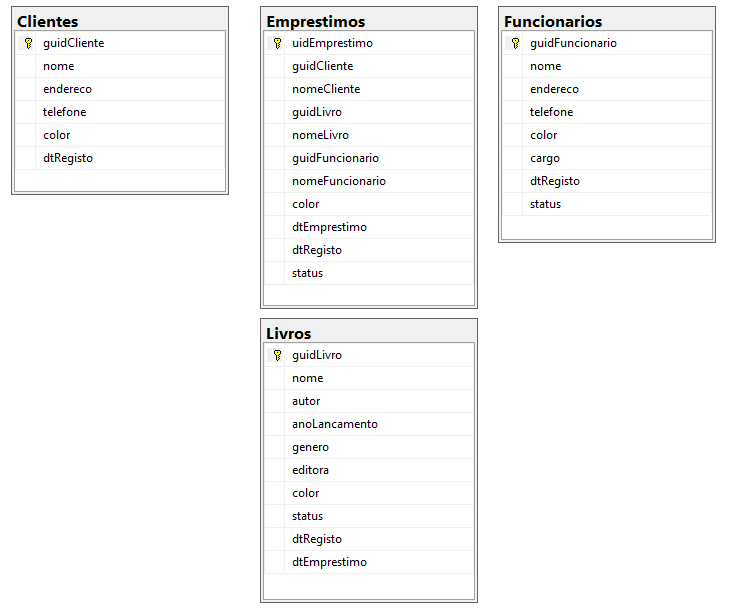 Clientes
guidCliente
nome
endereco
telefone
color
dtRegisto
Emprestimos
uidEmprestimo
guidCliente
nomeCliente
guidLivro
nomeLivro
guidFuncionario
nomeFuncionario
color
dtEmprestimo
dtRegisto
status
Funcionarios
guidFuncionario
nome
endereco
telefone
color
cargo
dtRegisto
status
Livros
guidLivro
nome
autor
anoLancamento
genero
editora
color
status
dtRegisto
dtEmprestimo